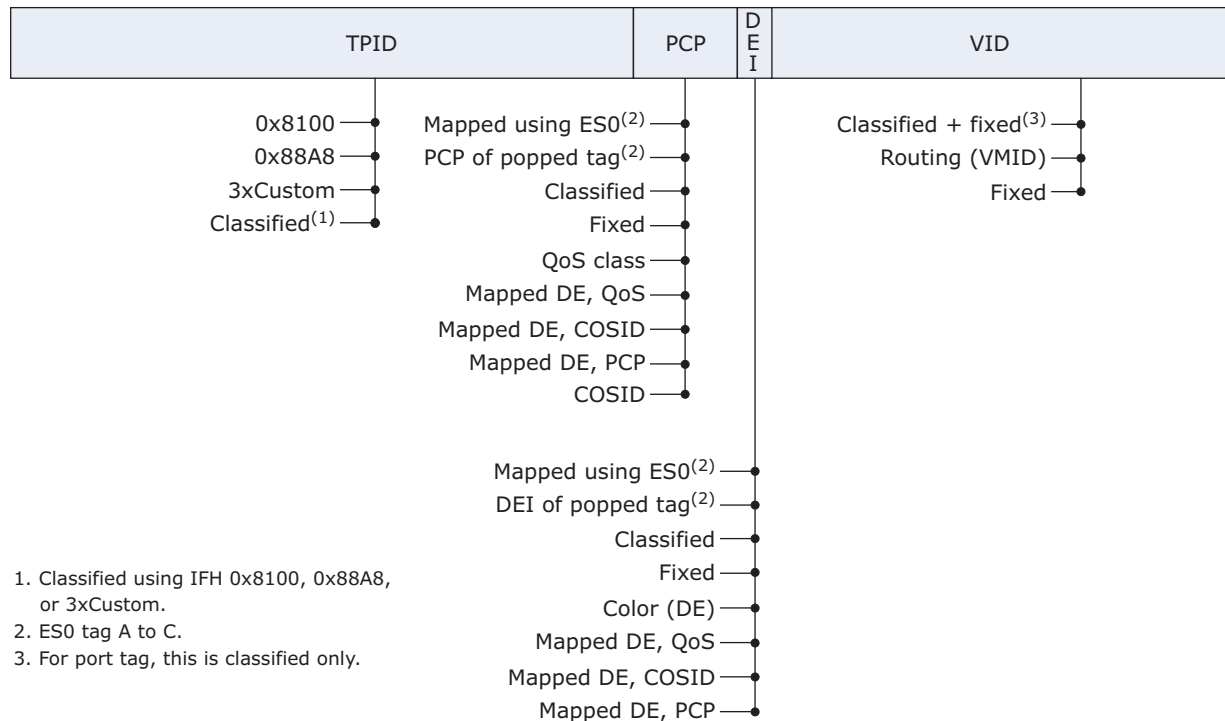 TPID
PCP
DEI
VID
0x8100
0x88A8
3xCustom
Classified(1)
Mapped using ES0(2)
PCP of popped tag(2)
Classified
Fixed
QoS class
Mapped DE, QoS
Mapped DE, COSID
Mapped DE, PCP
COSID
Classified + fixed(3)
Routing (VMID)
Fixed
Mapped using ES0(2)
DEI of popped tag(2)
Classified
Fixed
Color (DE)
Mapped DE, QoS
Mapped DE, COSID
Mapped DE, PCP
1. Classified using IFH 0x8100, 0x88A8,
or 3xCustom.
2. ES0 tag A to C.
3. For port tag, this is classified only.